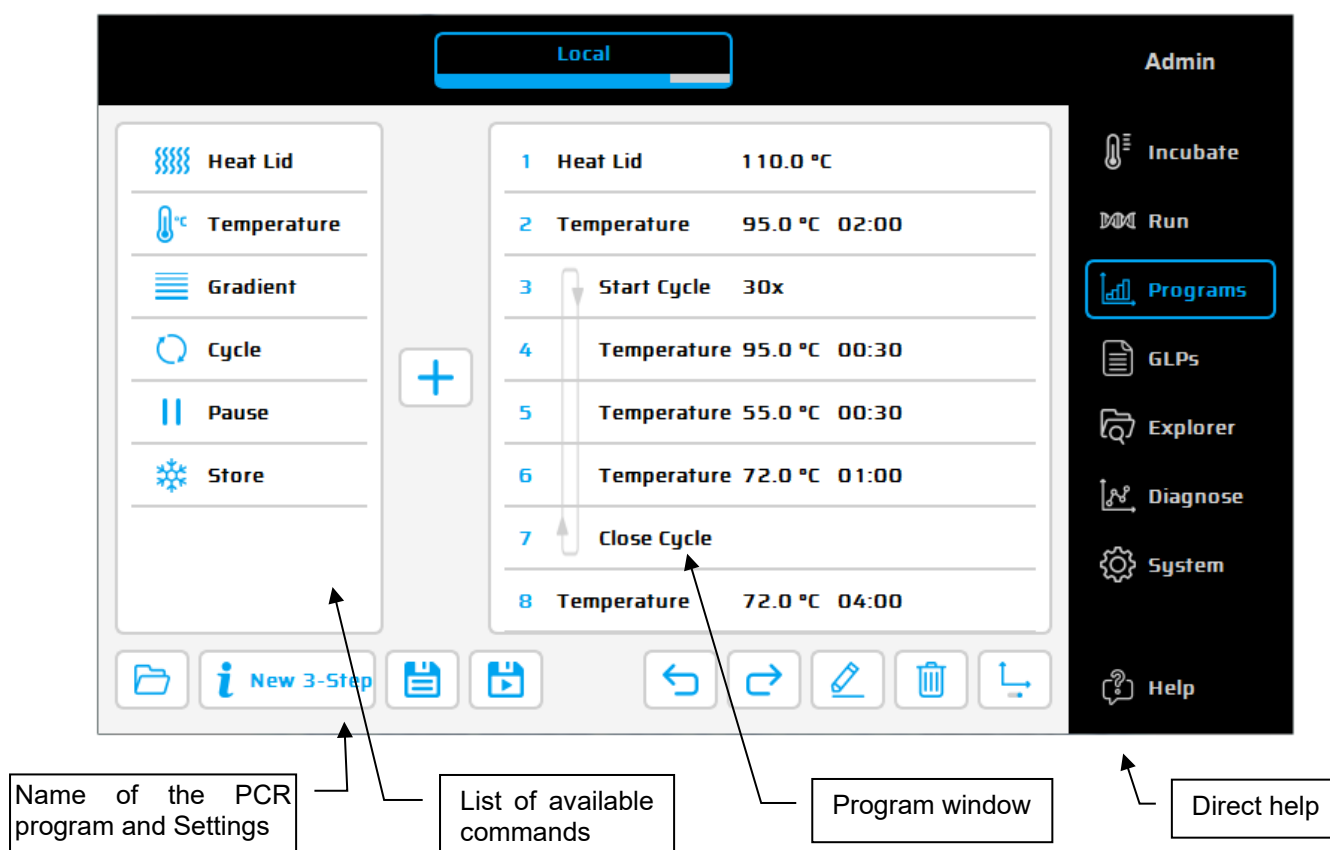 Local
Admin
Heat Lid
°C Temperature
Gradient
Cycle
Pause
Store
1 Heat Lid 110.0 °C
2 Temperature 95.0 °C 02:00
3 Start Cycle 30x
4 Temperature 95.0 °C 00:30
5 Temperature 55.0 °C 00:30
6 Temperature 72.0 °C 01:00
7 Close Cycle
8 Temperature 72.0 °C 04:00
Incubate
Run
Programs
GLPs
Explorer
Diagnose
System
Help
i New 3-Step
Name of the PCR
program and Settings
List of available
commands
Program window
Direct help